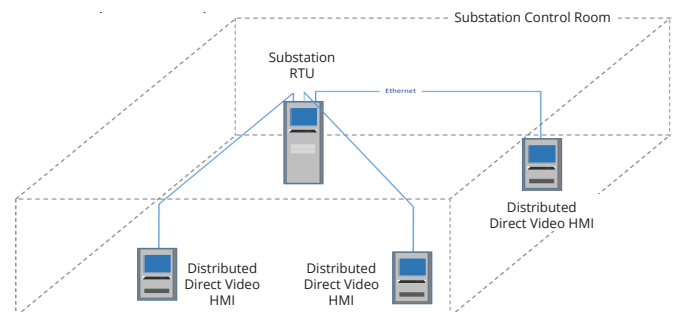 Substation Control Room
Substation
RTU
Ethernet
Distributed
Direct Video HMI
Distributed
Direct Video
HMI
Distributed
Direct Video
HMI